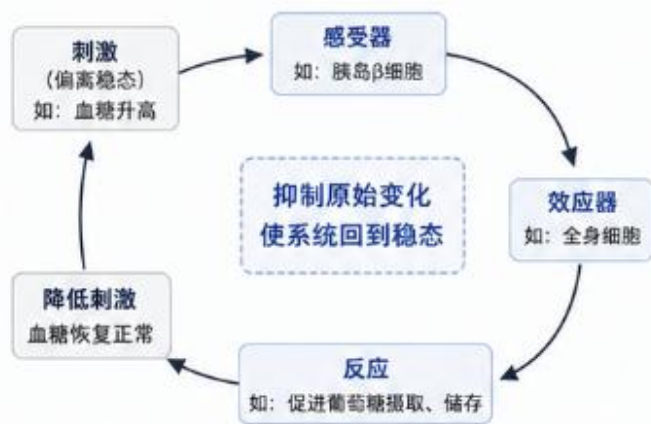 刺激
(偏离稳态)
如：血糖升高
感受器
如：胰岛β细胞
效应器
如：全身细胞
抑制原始变化
使系统回到稳态
降低刺激
血糖恢复正常
反应
如：促进葡萄糖摄取、储存